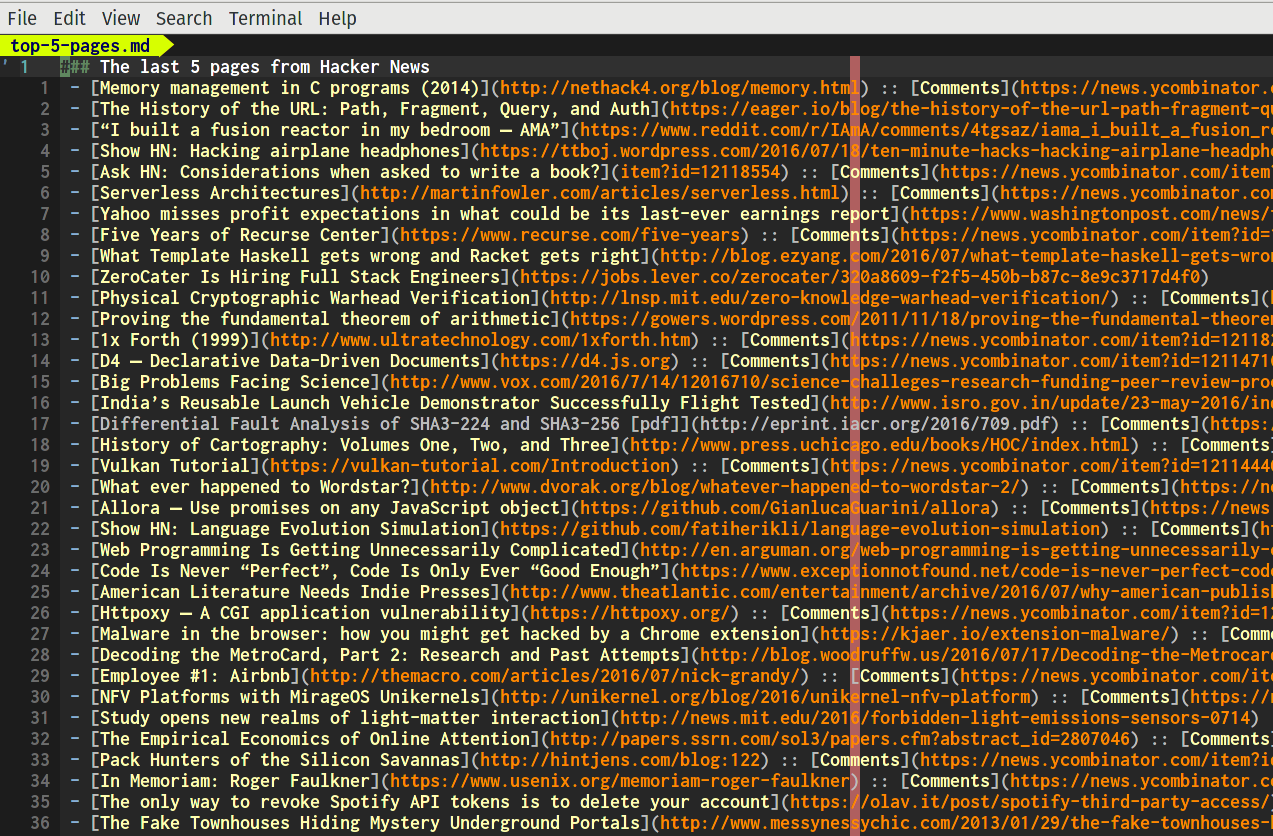 File Edit View Search Terminal Help
top-5-pages.md
' 1 ### The last 5 pages from Hacker News
1 - [Memory management in C programs (2014)](http://nethack4.org/blog/memory.html) :: [Comments](https://news.ycombinator.c
2 - [The History of the URL: Path, Fragment, Query, and Auth](https://eager.io/blog/the-history-of-the-url-path-fragment-qu
3 - [“I built a fusion reactor in my bedroom – AMA”](https://www.reddit.com/r/IAmA/comments/4tgsaz/iama_i_built_a_fusion_re
4 - [Show HN: Hacking airplane headphones](https://ttboj.wordpress.com/2016/07/18/ten-minute-hacks-hacking-airplane-headpho
5 - [Ask HN: Considerations when asked to write a book?](item?id=12118554) :: [Comments](https://news.ycombinator.com/item?
6 - [Serverless Architectures](http://martinfowler.com/articles/serverless.html) :: [Comments](https://news.ycombinator.com
7 - [Yahoo misses profit expectations in what could be its last-ever earnings report](https://www.washingtonpost.com/news/t
8 - [Five Years of Recurse Center](https://www.recurse.com/five-years) :: [Comments](https://news.ycombinator.com/item?id=1
9 - [What Template Haskell gets wrong and Racket gets right](http://blog.ezyang.com/2016/07/what-template-haskell-gets-wron
10 - [ZeroCater Is Hiring Full Stack Engineers](https://jobs.lever.co/zerocater/320a8609-f2f5-450b-b87c-8e9c3717d4f0)
11 - [Physical Cryptographic Warhead Verification](http://lnsp.mit.edu/zero-knowledge-warhead-verification/) :: [Comments](h
12 - [Proving the fundamental theorem of arithmetic](https://gowers.wordpress.com/2011/11/18/proving-the-fundamental-theorem
13 - [1x Forth (1999)](http://www.ultratechnology.com/1xforth.htm) :: [Comments](https://news.ycombinator.com/item?id=121182
14 - [D4 – Declarative Data-Driven Documents](https://d4.js.org) :: [Comments](https://news.ycombinator.com/item?id=12114716
15 - [Big Problems Facing Science](http://www.vox.com/2016/7/14/12016710/science-challeges-research-funding-peer-review-proc
16 - [India’s Reusable Launch Vehicle Demonstrator Successfully Flight Tested](http://www.isro.gov.in/update/23-may-2016/ind
17 - [Differential Fault Analysis of SHA3-224 and SHA3-256 [pdf]](http://eprint.iacr.org/2016/709.pdf) :: [Comments](https:/
18 - [History of Cartography: Volumes One, Two, and Three](http://www.press.uchicago.edu/books/HOC/index.html) :: [Comments]
19 - [Vulkan Tutorial](https://vulkan-tutorial.com/Introduction) :: [Comments](https://news.ycombinator.com/item?id=12114440
20 - [What ever happened to Wordstar?](http://www.dvorak.org/blog/whatever-happened-to-wordstar-2/) :: [Comments](https://ne
21 - [Allora – Use promises on any JavaScript object](https://github.com/GianlucaGuarini/allora) :: [Comments](https://news.
22 - [Show HN: Language Evolution Simulation](https://github.com/fatiherikli/language-evolution-simulation) :: [Comments](ht
23 - [Web Programming Is Getting Unnecessarily Complicated](http://en.arguman.org/web-programming-is-getting-unnecessarily-c
24 - [Code Is Never “Perfect”, Code Is Only Ever “Good Enough”](https://www.exceptionnotfound.net/code-is-never-perfect-code
25 - [American Literature Needs Indie Presses](http://www.theatlantic.com/entertainment/archive/2016/07/why-american-publish
26 - [Httpoxy – A CGI application vulnerability](https://httpoxy.org/) :: [Comments](https://news.ycombinator.com/item?id=12
27 - [Malware in the browser: how you might get hacked by a Chrome extension](https://kjaer.io/extension-malware/) :: [Comme
28 - [Decoding the MetroCard, Part 2: Research and Past Attempts](http://blog.woodruffw.us/2016/07/17/Decoding-the-Metrocard
29 - [Employee #1: Airbnb](http://themacro.com/articles/2016/07/nick-grandy/) :: [Comments](https://news.ycombinator.com/ite
30 - [NFV Platforms with MirageOS Unikernels](http://unikernel.org/blog/2016/unikernel-nfv-platform) :: [Comments](https://n
31 - [Study opens new realms of light-matter interaction](http://news.mit.edu/2016/forbidden-light-emissions-sensors-0714)
32 - [The Empirical Economics of Online Attention](http://papers.ssrn.com/sol3/papers.cfm?abstract_id=2807046) :: [Comments]
33 - [Pack Hunters of the Silicon Savannas](http://hintjens.com/blog:122) :: [Comments](https://news.ycombinator.com/item?id
34 - [In Memoriam: Roger Faulkner](https://www.usenix.org/memoriam-roger-faulkner) :: [Comments](https://news.ycombinator.co
35 - [The only way to revoke Spotify API tokens is to delete your account](https://olav.it/post/spotify-third-party-access/)
36 - [The Fake Townhouses Hiding Mystery Underground Portals](http://www.messynessychic.com/2013/01/29/the-fake-townhouses-h